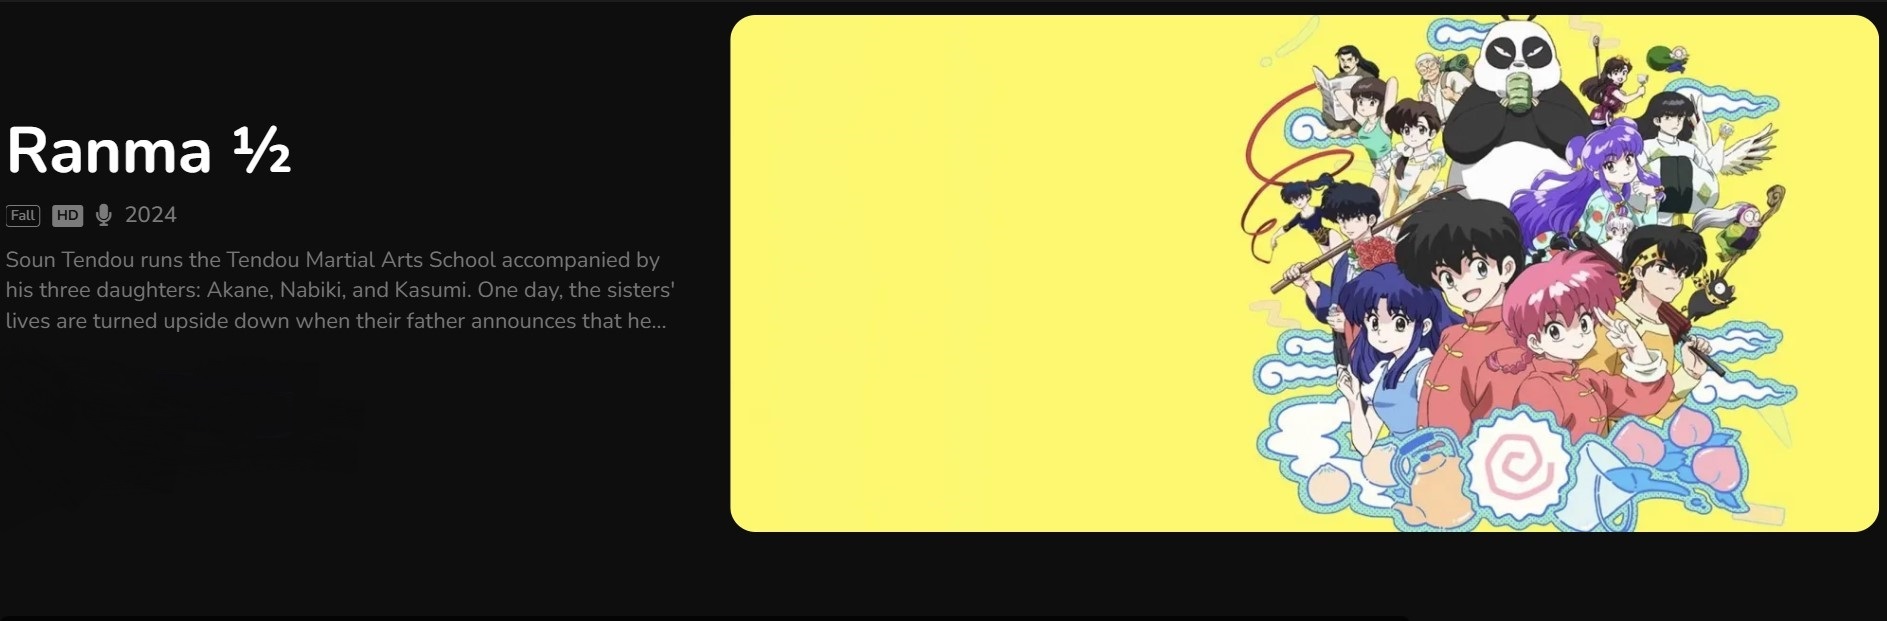 Ranma ½
Fall HD 2024
Soun Tendou runs the Tendou Martial Arts School accompanied by
his three daughters: Akane, Nabiki, and Kasumi. One day, the sisters'
lives are turned upside down when their father announces that he...